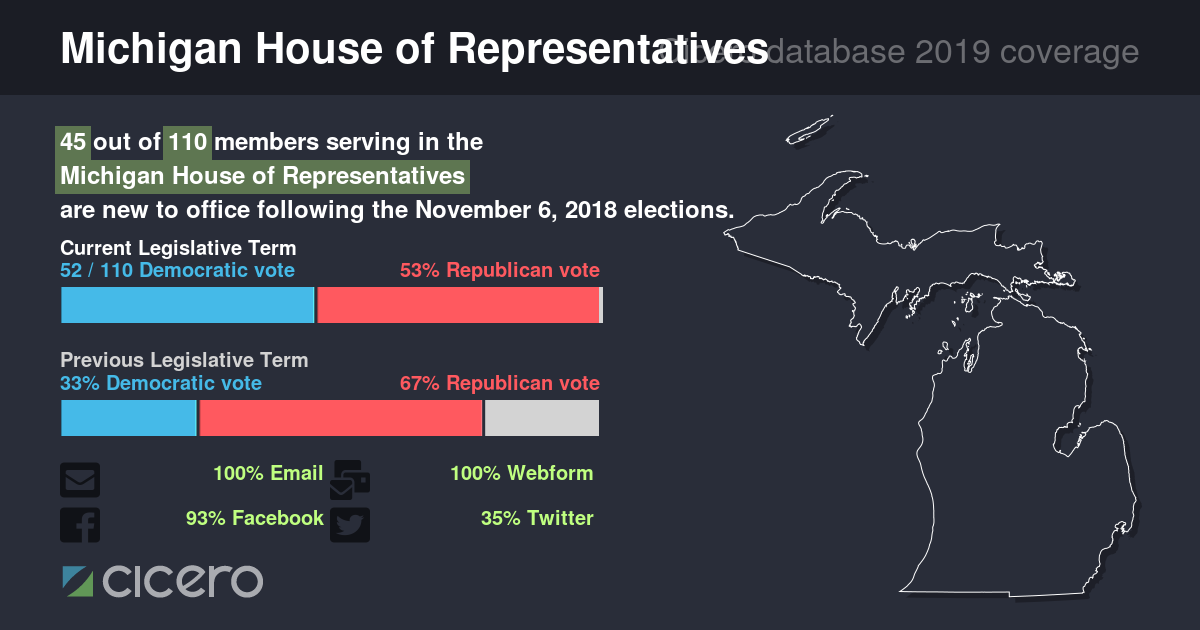 Michigan House of Representatives
Cicero database 2019 coverage
45 out of 110 members serving in the
Michigan House of Representatives
are new to office following the November 6, 2018 elections.
Current Legislative Term
52 / 110 Democratic vote 53% Republican vote
Previous Legislative Term
33% Democratic vote 67% Republican vote
100% Email 100% Webform
93% Facebook 35% Twitter
cicero